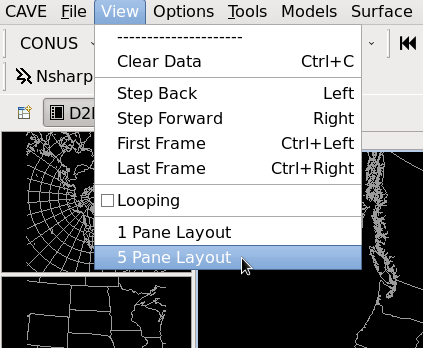 CAVE File View Options Tools Models Surface
CONUS
Nsharp
D2
---------------------
Clear Data Ctrl+C
Step Back Left
Step Forward Right
First Frame Ctrl+Left
Last Frame Ctrl+Right
Looping
1 Pane Layout
5 Pane Layout